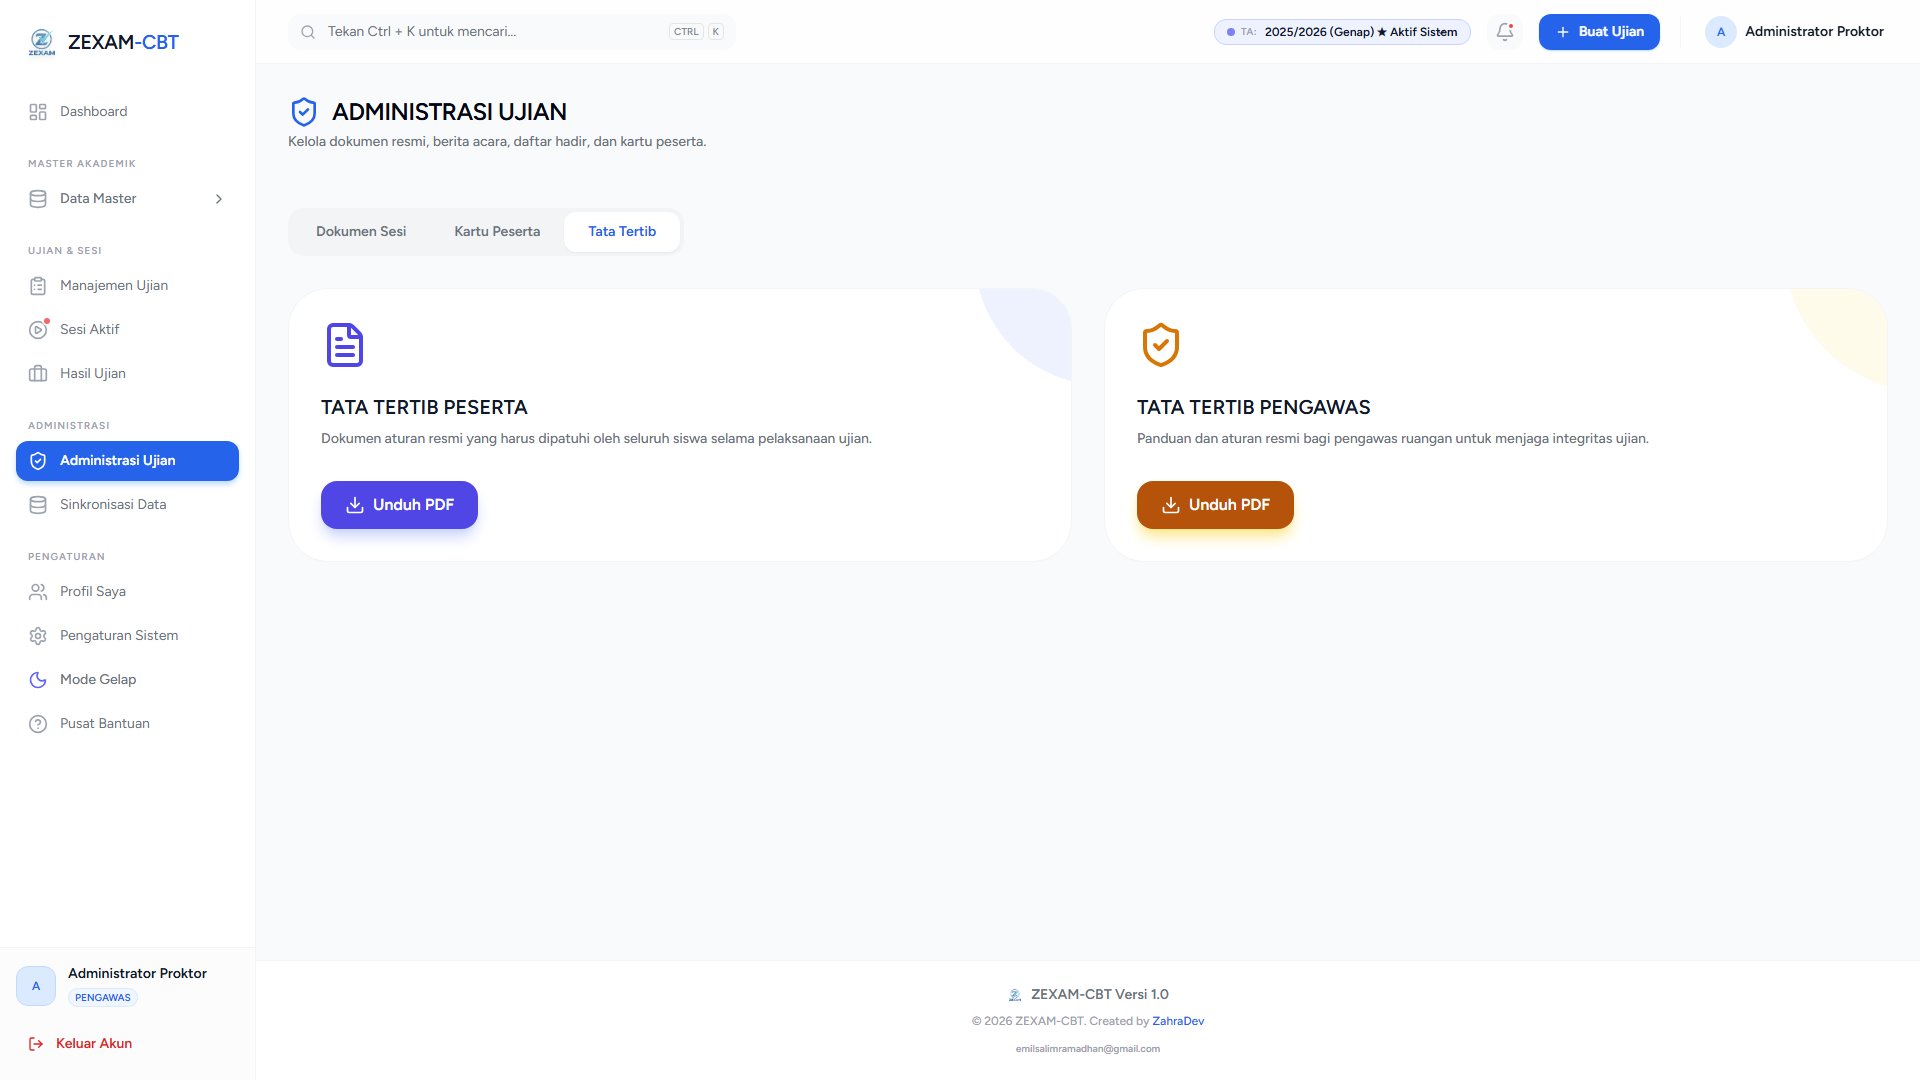 ZEXAM
ZEXAM-CBT
Tekan Ctrl + K untuk mencari...
CTRL K
TA: 2025/2026 (Genap) ★ Aktif Sistem
Buat Ujian
A
Administrator Proktor
Dashboard
MASTER AKADEMIK
Data Master
UJIAN & SESI
Manajemen Ujian
Sesi Aktif
Hasil Ujian
ADMINISTRASI
Administrasi Ujian
Sinkronisasi Data
PENGATURAN
Profil Saya
Pengaturan Sistem
Mode Gelap
Pusat Bantuan
A
Administrator Proktor
PENGAWAS
Keluar Akun
ADMINISTRASI UJIAN
Kelola dokumen resmi, berita acara, daftar hadir, dan kartu peserta.
Dokumen Sesi
Kartu Peserta
Tata Tertib
TATA TERTIB PESERTA
Dokumen aturan resmi yang harus dipatuhi oleh seluruh siswa selama pelaksanaan ujian.
Unduh PDF
TATA TERTIB PENGAWAS
Panduan dan aturan resmi bagi pengawas ruangan untuk menjaga integritas ujian.
Unduh PDF
ZEXAM-CBT Versi 1.0
© 2026 ZEXAM-CBT. Created by ZahraDev
emilsalimramadhan@gmail.com